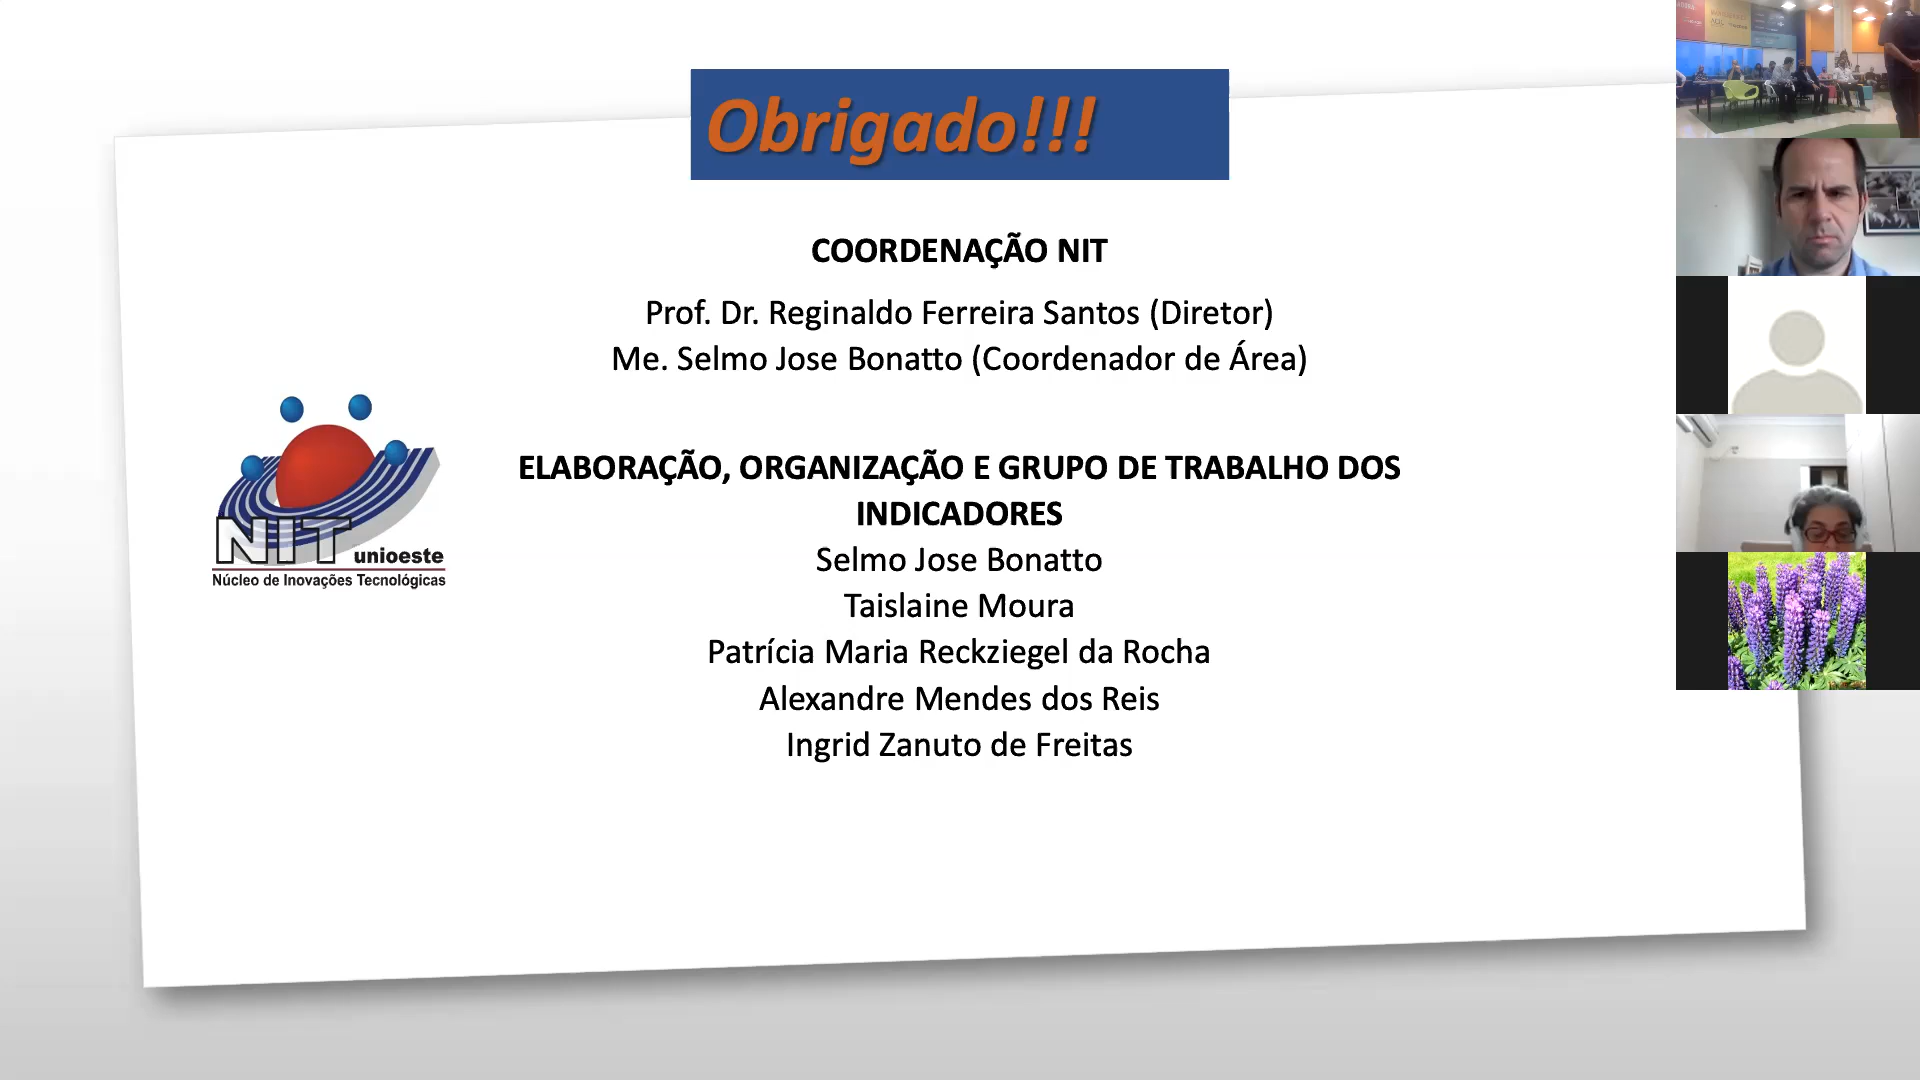 Obrigado!!!
COORDENAÇÃO NIT
Prof. Dr. Reginaldo Ferreira Santos (Diretor)
Me. Selmo Jose Bonatto (Coordenador de Área)
ELABORAÇÃO, ORGANIZAÇÃO E GRUPO DE TRABALHO DOS
INDICADORES
Selmo Jose Bonatto
Taislaine Moura
Patrícia Maria Reckziegel da Rocha
Alexandre Mendes dos Reis
Ingrid Zanuto de Freitas
NIT unioeste
Núcleo de Inovações Tecnológicas